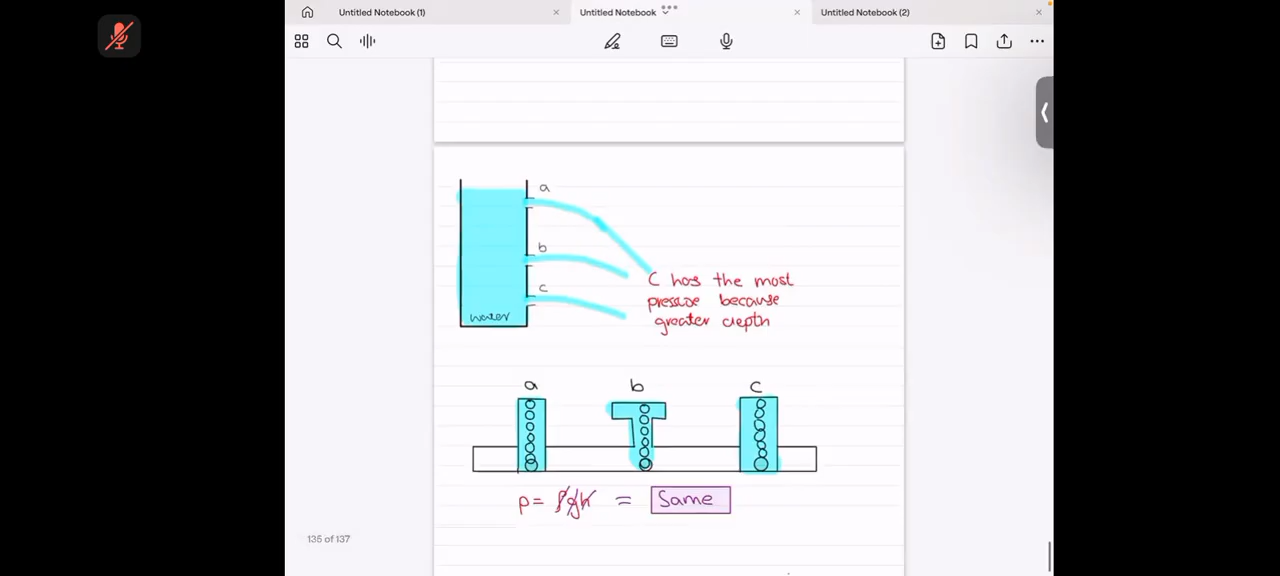 Untitled Notebook (1)
Untitled Notebook
Untitled Notebook (2)
a
b
c
C has the most
pressure because
greater depth
water
a
b
c
p = ρgh = Same
135 of 137